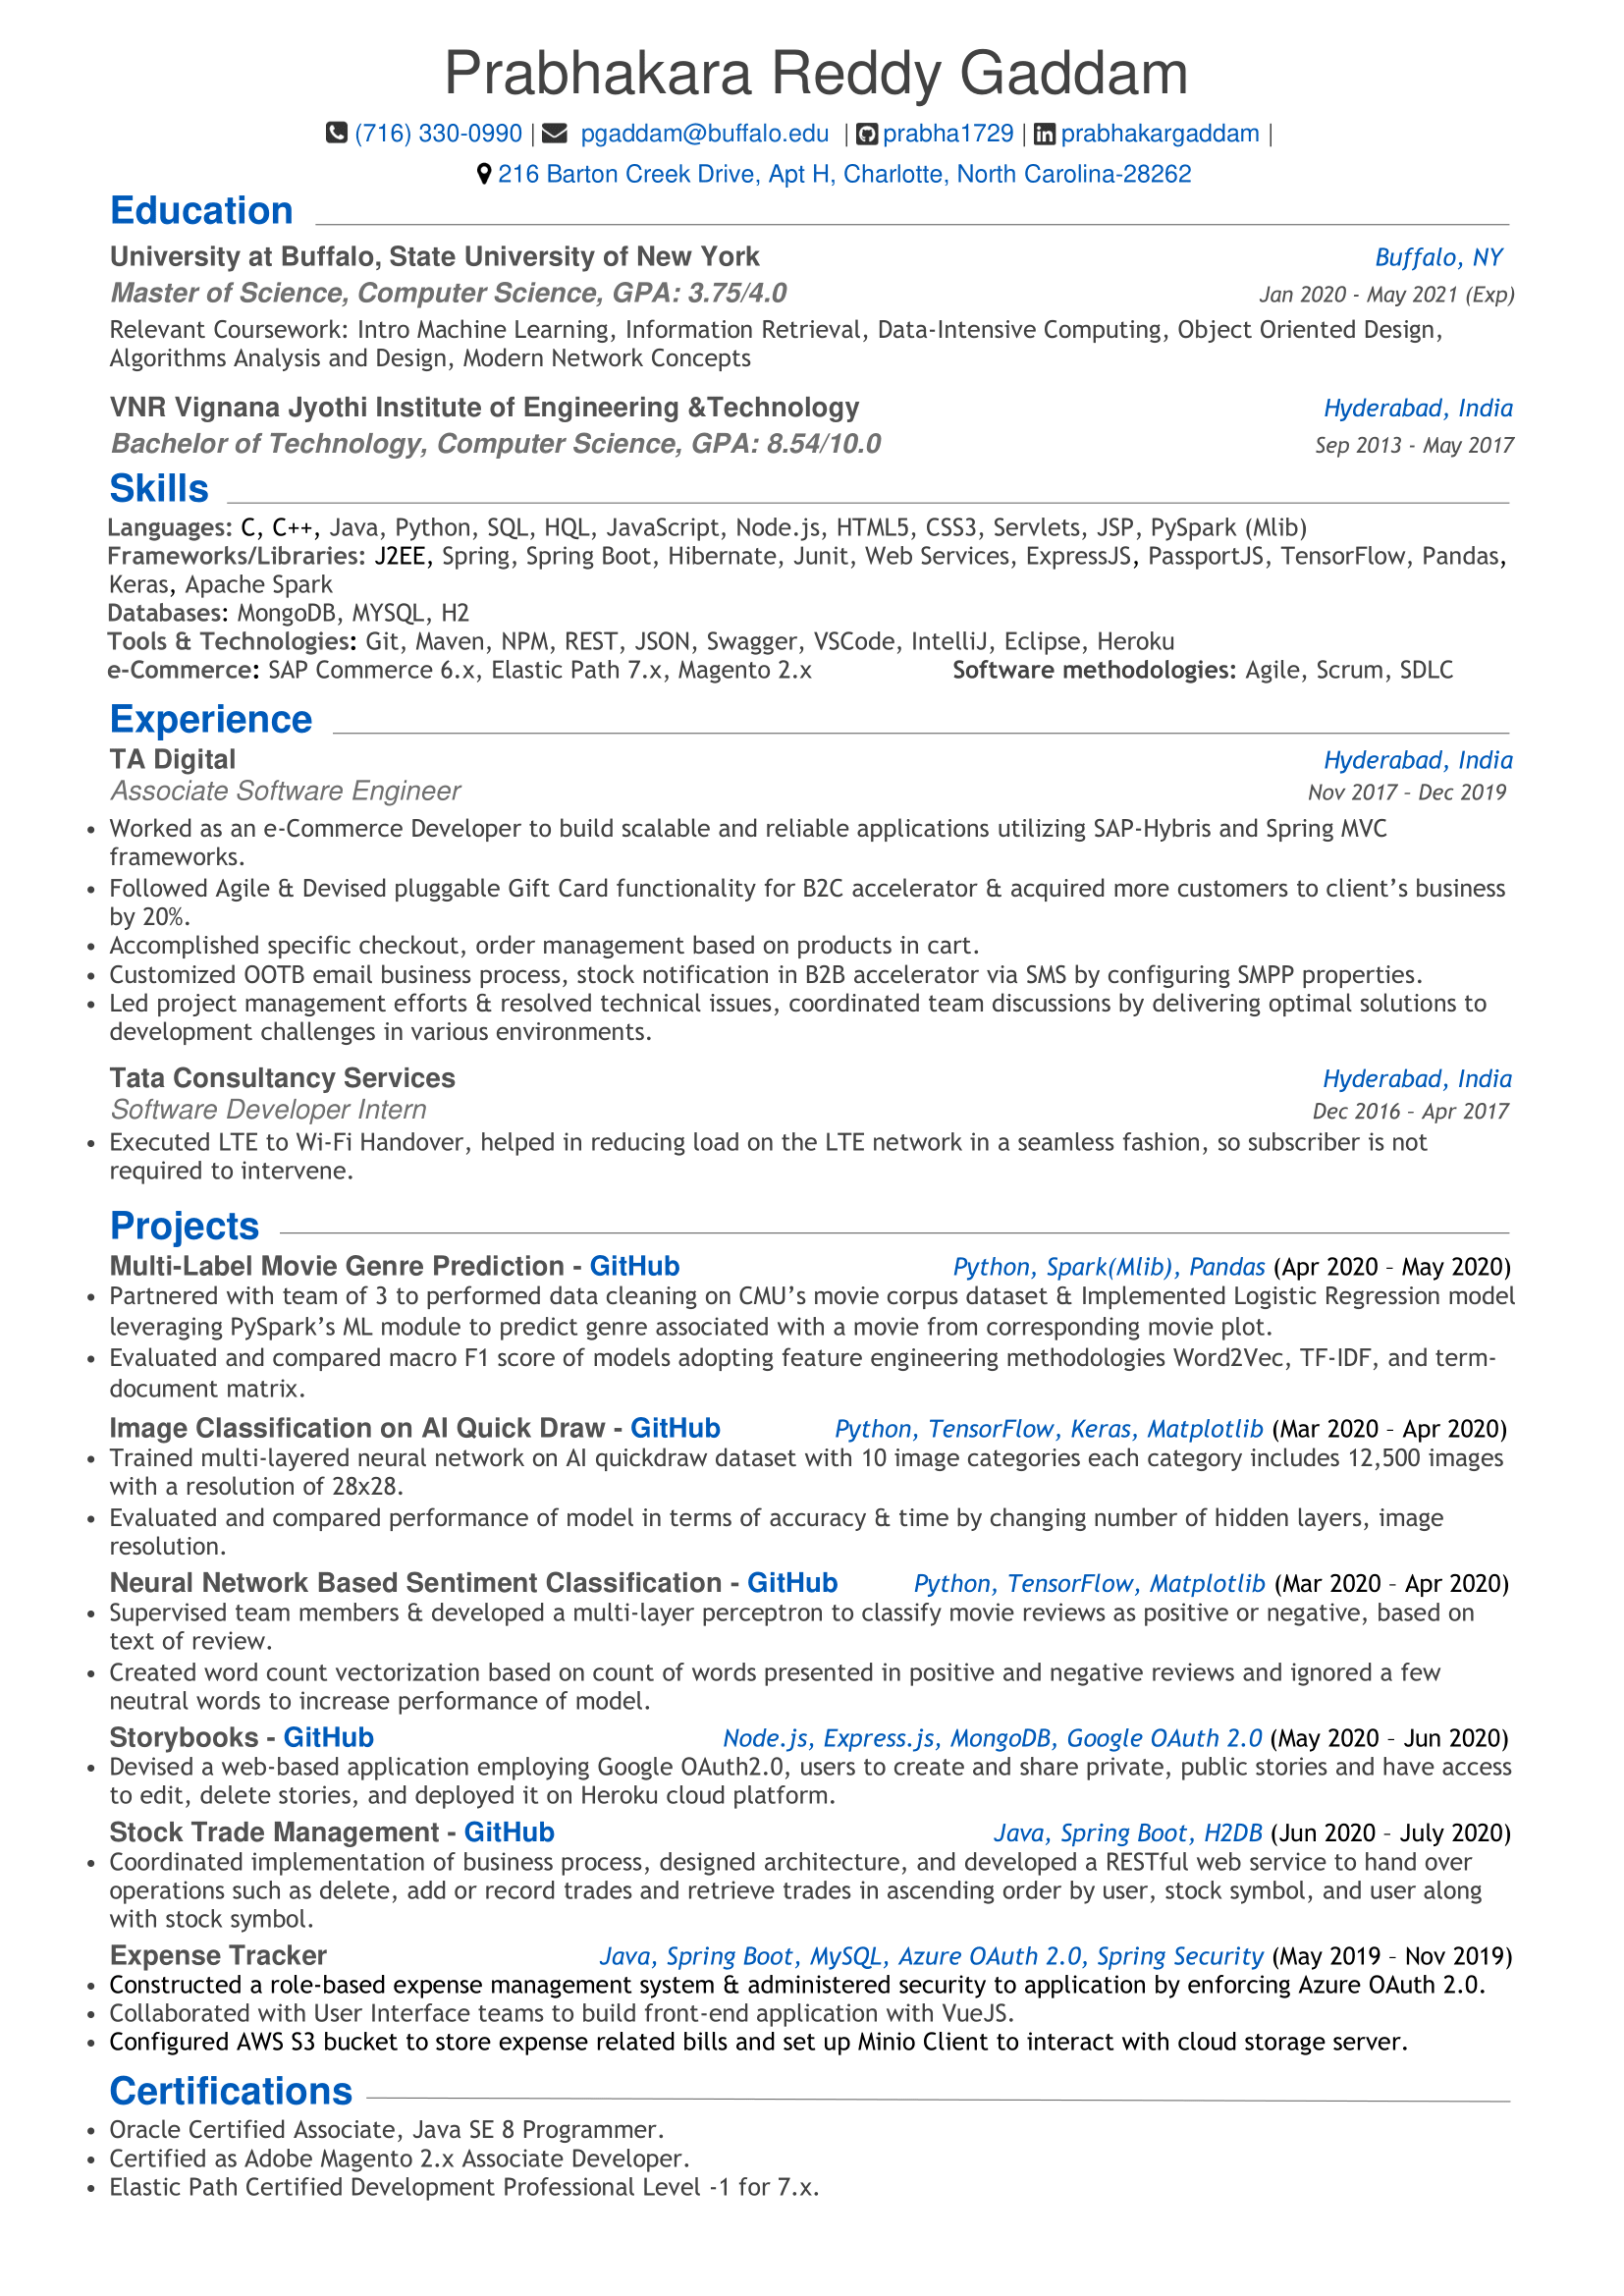 Prabhakara Reddy Gaddam
(716) 330-0990 | pgaddam@buffalo.edu | prabha1729 | prabhakargaddam |
216 Barton Creek Drive, Apt H, Charlotte, North Carolina-28262
Education
University at Buffalo, State University of New York Buffalo, NY
Master of Science, Computer Science, GPA: 3.75/4.0 Jan 2020 - May 2021 (Exp)
Relevant Coursework: Intro Machine Learning, Information Retrieval, Data-Intensive Computing, Object Oriented Design,
Algorithms Analysis and Design, Modern Network Concepts
VNR Vignana Jyothi Institute of Engineering &Technology Hyderabad, India
Bachelor of Technology, Computer Science, GPA: 8.54/10.0 Sep 2013 - May 2017
Skills
Languages: C, C++, Java, Python, SQL, HQL, JavaScript, Node.js, HTML5, CSS3, Servlets, JSP, PySpark (Mlib)
Frameworks/Libraries: J2EE, Spring, Spring Boot, Hibernate, Junit, Web Services, ExpressJS, PassportJS, TensorFlow, Pandas,
Keras, Apache Spark
Databases: MongoDB, MYSQL, H2
Tools & Technologies: Git, Maven, NPM, REST, JSON, Swagger, VSCode, IntelliJ, Eclipse, Heroku
e-Commerce: SAP Commerce 6.x, Elastic Path 7.x, Magento 2.x Software methodologies: Agile, Scrum, SDLC
Experience
TA Digital Hyderabad, India
Associate Software Engineer Nov 2017 – Dec 2019
• Worked as an e-Commerce Developer to build scalable and reliable applications utilizing SAP-Hybris and Spring MVC
frameworks.
• Followed Agile & Devised pluggable Gift Card functionality for B2C accelerator & acquired more customers to client's business
by 20%.
• Accomplished specific checkout, order management based on products in cart.
• Customized OOTB email business process, stock notification in B2B accelerator via SMS by configuring SMPP properties.
• Led project management efforts & resolved technical issues, coordinated team discussions by delivering optimal solutions to
development challenges in various environments.
Tata Consultancy Services Hyderabad, India
Software Developer Intern Dec 2016 – Apr 2017
• Executed LTE to Wi-Fi Handover, helped in reducing load on the LTE network in a seamless fashion, so subscriber is not
required to intervene.
Projects
Multi-Label Movie Genre Prediction - GitHub Python, Spark(Mlib), Pandas (Apr 2020 – May 2020)
• Partnered with team of 3 to performed data cleaning on CMU's movie corpus dataset & Implemented Logistic Regression model
leveraging PySpark's ML module to predict genre associated with a movie from corresponding movie plot.
• Evaluated and compared macro F1 score of models adopting feature engineering methodologies Word2Vec, TF-IDF, and term-
document matrix.
Image Classification on AI Quick Draw - GitHub Python, TensorFlow, Keras, Matplotlib (Mar 2020 – Apr 2020)
• Trained multi-layered neural network on AI quickdraw dataset with 10 image categories each category includes 12,500 images
with a resolution of 28x28.
• Evaluated and compared performance of model in terms of accuracy & time by changing number of hidden layers, image
resolution.
Neural Network Based Sentiment Classification - GitHub Python, TensorFlow, Matplotlib (Mar 2020 – Apr 2020)
• Supervised team members & developed a multi-layer perceptron to classify movie reviews as positive or negative, based on
text of review.
• Created word count vectorization based on count of words presented in positive and negative reviews and ignored a few
neutral words to increase performance of model.
Storybooks - GitHub Node.js, Express.js, MongoDB, Google OAuth 2.0 (May 2020 – Jun 2020)
• Devised a web-based application employing Google OAuth2.0, users to create and share private, public stories and have access
to edit, delete stories, and deployed it on Heroku cloud platform.
Stock Trade Management - GitHub Java, Spring Boot, H2DB (Jun 2020 – July 2020)
• Coordinated implementation of business process, designed architecture, and developed a RESTful web service to hand over
operations such as delete, add or record trades and retrieve trades in ascending order by user, stock symbol, and user along
with stock symbol.
Expense Tracker Java, Spring Boot, MySQL, Azure OAuth 2.0, Spring Security (May 2019 – Nov 2019)
• Constructed a role-based expense management system & administered security to application by enforcing Azure OAuth 2.0.
• Collaborated with User Interface teams to build front-end application with VueJS.
• Configured AWS S3 bucket to store expense related bills and set up Minio Client to interact with cloud storage server.
Certifications
• Oracle Certified Associate, Java SE 8 Programmer.
• Certified as Adobe Magento 2.x Associate Developer.
• Elastic Path Certified Development Professional Level -1 for 7.x.